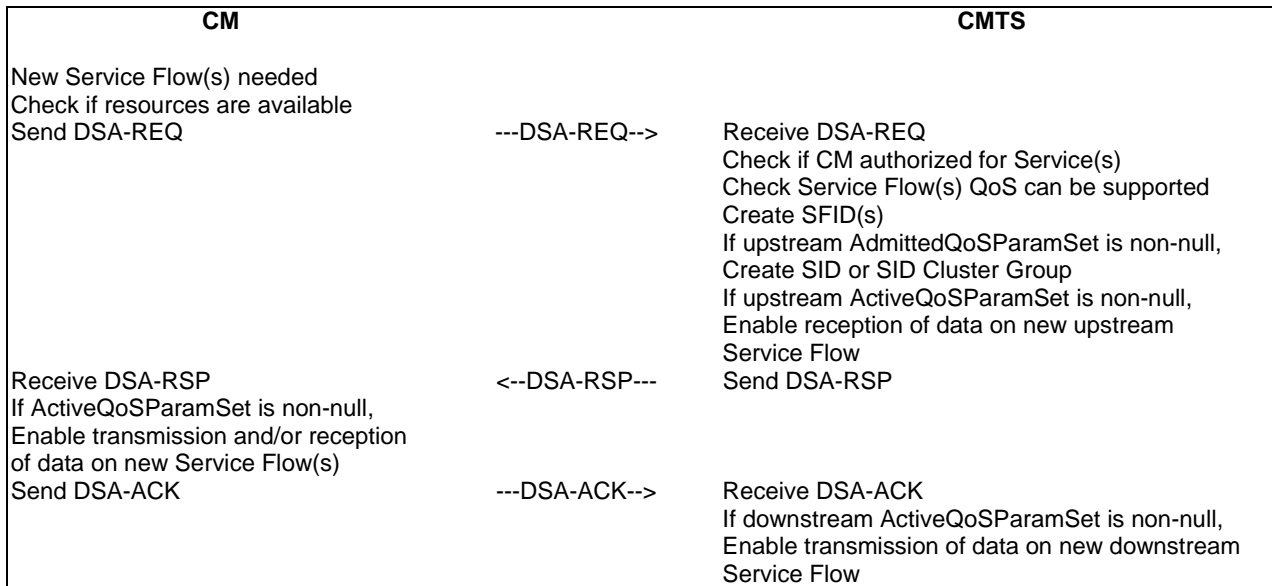 CM CMTS
New Service Flow(s) needed
Check if resources are available
Send DSA-REQ ---DSA-REQ--> Receive DSA-REQ
Check if CM authorized for Service(s)
Check Service Flow(s) QoS can be supported
Create SFID(s)
If upstream AdmittedQoSParamSet is non-null,
Create SID or SID Cluster Group
If upstream ActiveQoSParamSet is non-null,
Enable reception of data on new upstream
Service Flow
Receive DSA-RSP <--DSA-RSP--- Send DSA-RSP
If ActiveQoSParamSet is non-null,
Enable transmission and/or reception
of data on new Service Flow(s)
Send DSA-ACK ---DSA-ACK--> Receive DSA-ACK
If downstream ActiveQoSParamSet is non-null,
Enable transmission of data on new downstream
Service Flow